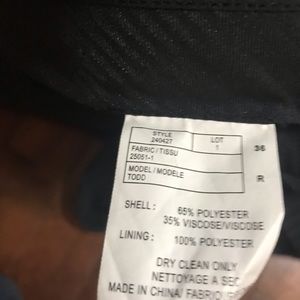 STYLE
240427
LOT
1
36
FABRIC / TISSU
25051-1
MODEL / MODELE
TODD
R
SHELL : 65% POLYESTER
35% VISCOSE/VISCOSE
LINING : 100% POLYESTER
DRY CLEAN ONLY
NETTOYAGE A SEC
MADE IN CHINA/ FABRIQUE